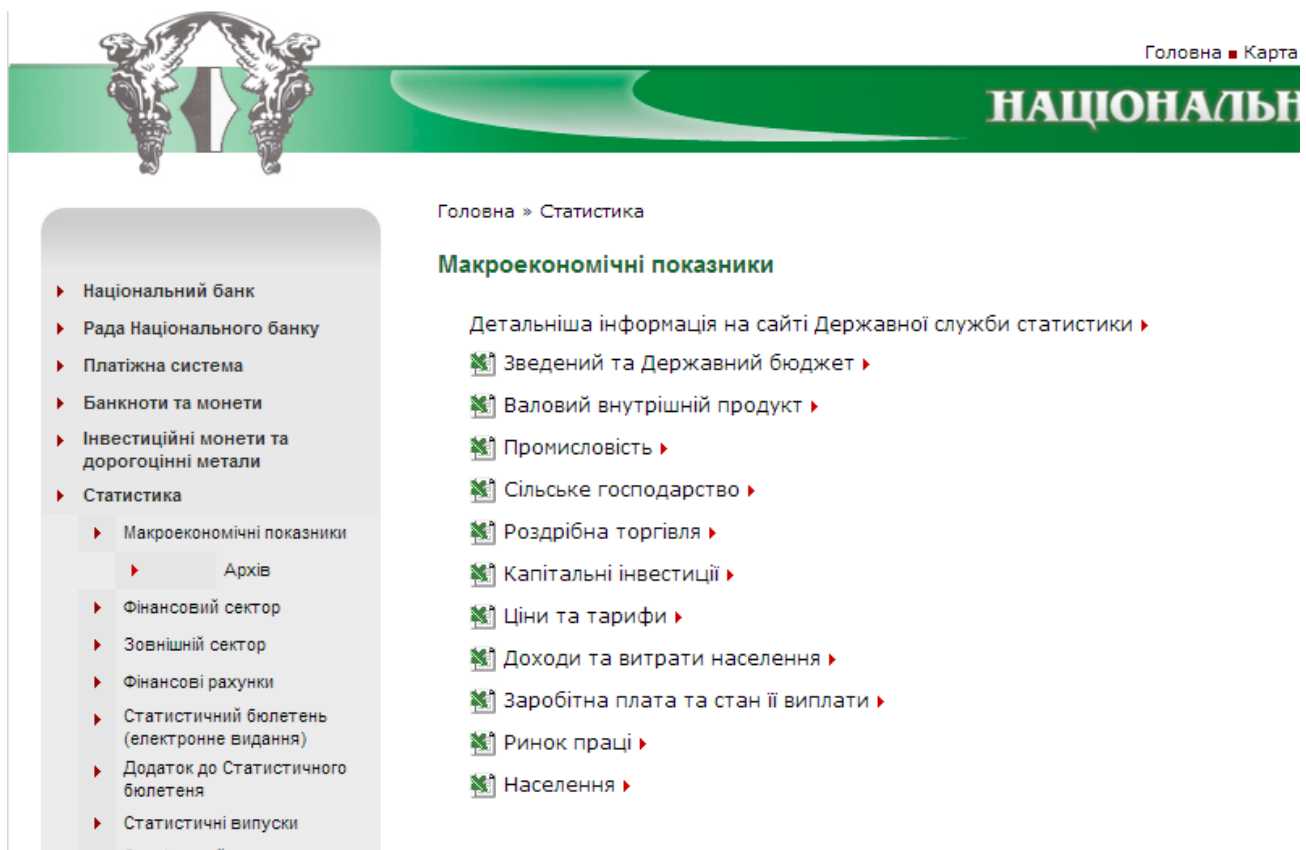 Головна ▪ Карта
Головна » Статистика
Національний банк
Рада Національного банку
Платіжна система
Банкноти та монети
Інвестиційні монети та
дорогоцінні метали
Статистика
Макроекономічні показники
Архів
Фінансовий сектор
Зовнішній сектор
Фінансові рахунки
Статистичний бюлетень
(електронне видання)
Додаток до Статистичного
бюлетеня
Статистичні випуски
Макроекономічні показники
Детальніша інформація на сайті Державної служби статистики
Зведений та Державний бюджет
Валовий внутрішній продукт
Промисловість
Сільське господарство
Роздрібна торгівля
Капітальні інвестиції
Ціни та тарифи
Доходи та витрати населення
Заробітна плата та стан її виплати
Ринок праці
Населення